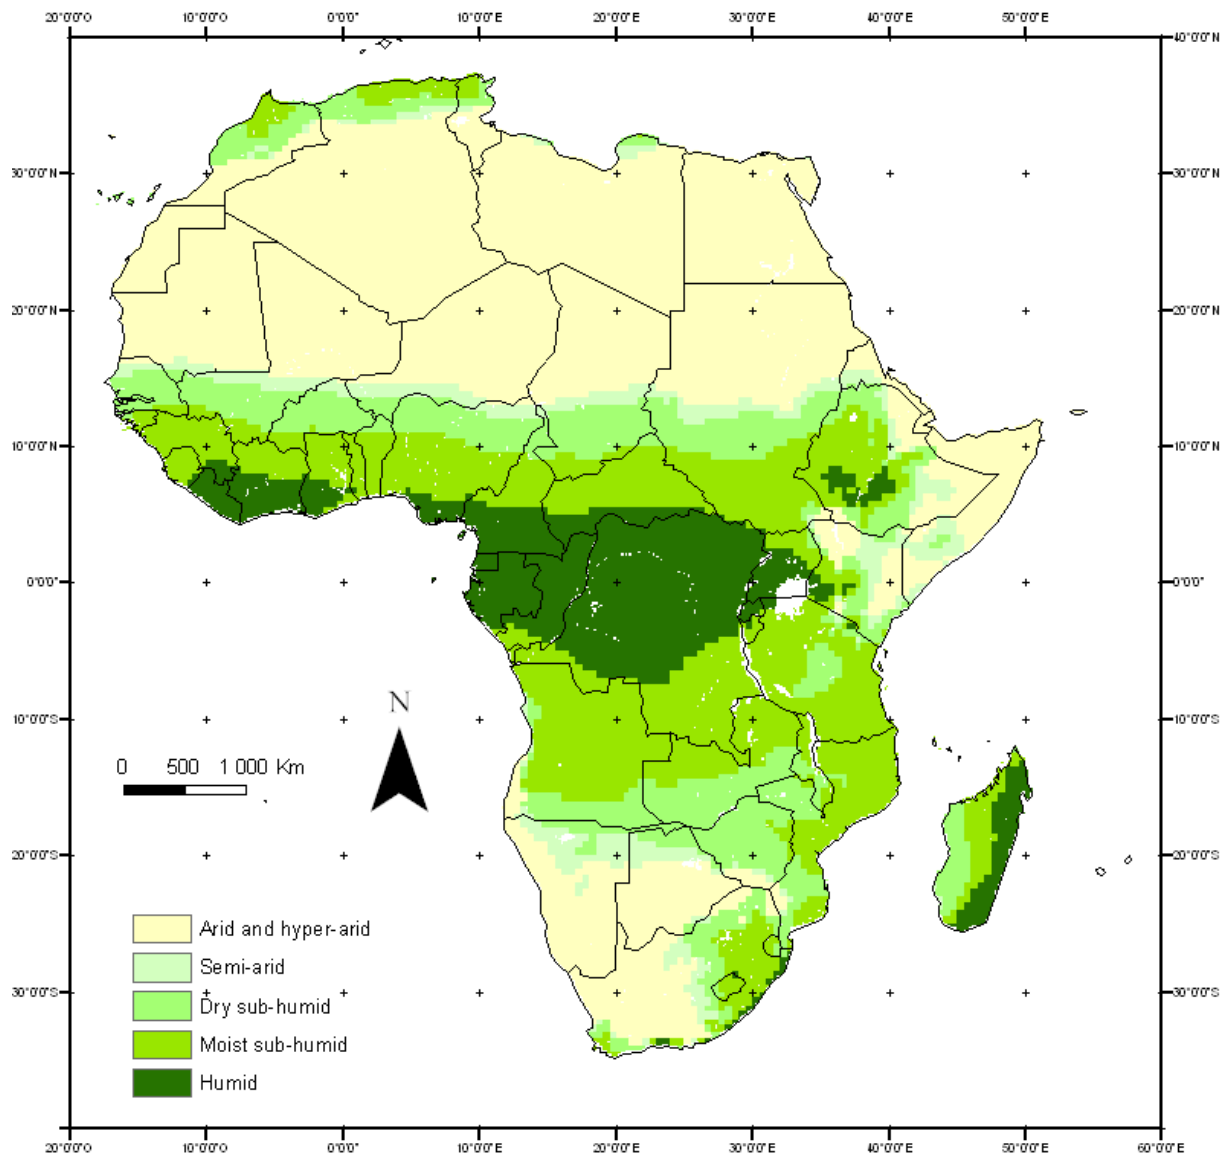 20°0'0"O 10°0'0"O 0°0'0" 10°0'0"E 20°0'0"E 30°0'0"E 40°0'0"E 50°0'0"E
40°0'0"N
30°0'0"N 30°0'0"N
20°0'0"N 20°0'0"N
10°0'0"N 10°0'0"N
0°0'0" 0°0'0"
N
10°0'0"S 10°0'0"S
0 500 1 000 Km
20°0'0"S 20°0'0"S
Arid and hyper-arid
Semi-arid
30°0'0"S 30°0'0"S
Dry sub-humid
Moist sub-humid
Humid
20°0'0"O 10°0'0"O 0°0'0" 10°0'0"E 20°0'0"E 30°0'0"E 40°0'0"E 50°0'0"E 60°0'0"E